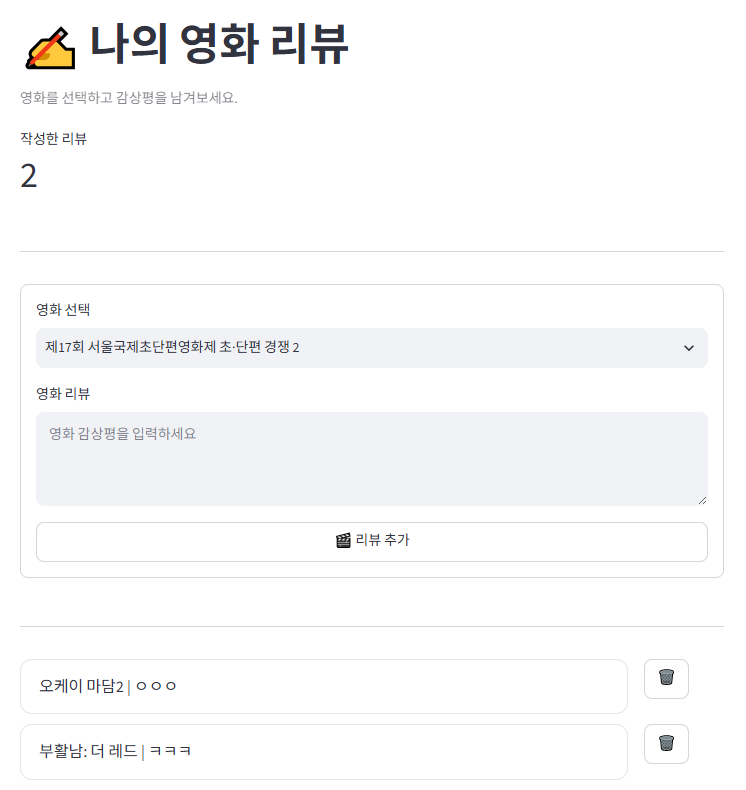 ✍️ 나의 영화 리뷰
영화를 선택하고 감상평을 남겨보세요.
작성한 리뷰
2
영화 선택
제17회 서울국제초단편영화제 초·단편 경쟁 2
영화 리뷰
영화 감상평을 입력하세요
🎬 리뷰 추가
오케이 마담2 | ㅇㅇㅇ
부활남: 더 레드 | ㅋㅋㅋ